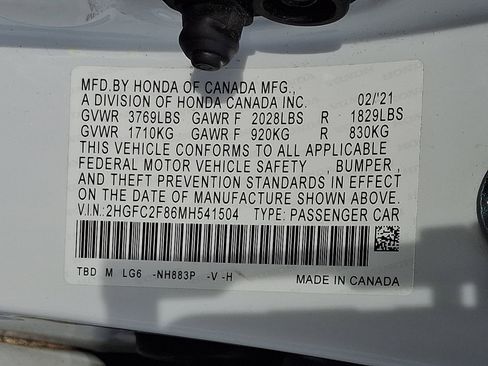 MFD.BY HONDA OF CANADA MFG.,
A DIVISION OF HONDA CANADA INC. 02/'21
GVWR 3769LBS GAWR F 2028LBS R 1829LBS
GVWR 1710KG GAWR F 920KG R 830KG
THIS VEHICLE CONFORMS TO ALL APPLICABLE
FEDERAL MOTOR VEHICLE SAFETY , BUMPER ,
AND THEFT PREVENTION STANDARDS IN EFFECT
ON THE DATE OF MANUFACTURE SHOWN ABOVE.
V.I.N.:2HGFC2F86MH541504 TYPE: PASSENGER CAR
TBD M LG6 -NH883P -V -H
MADE IN CANADA